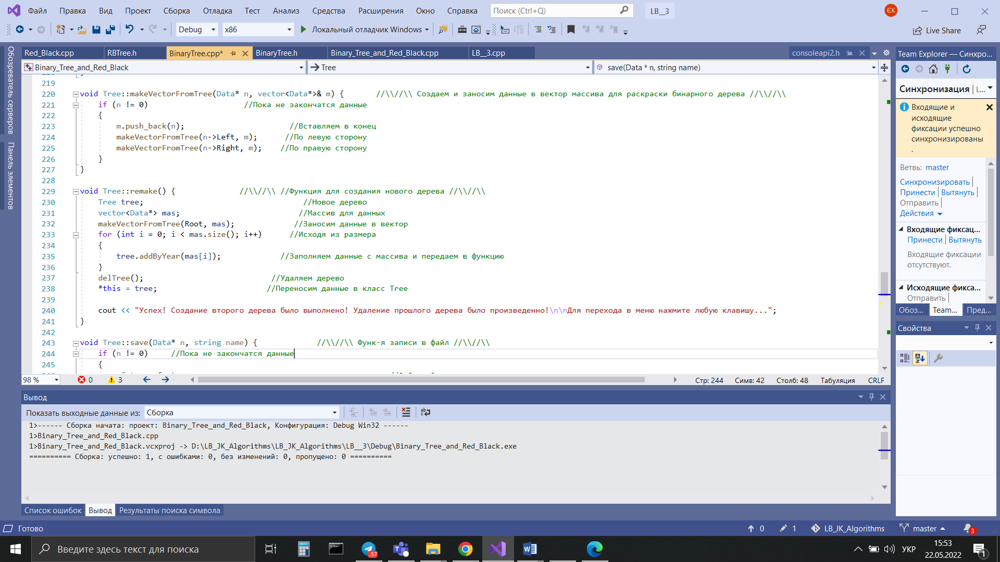 Файл Правка Вид Проект Сборка Отладка Тест Анализ Средства Расширения Окно Справка Поиск (Ctrl+Q) LB__3 ЄК
Debug x86 Локальный отладчик Windows Live Share
Обозреватель серверов
Панель элементов
Red_Black.cpp RBTree.h BinaryTree.cpp* BinaryTree.h Binary_Tree_and_Red_Black.cpp LB__3.cpp consoleapi2.h
Binary_Tree_and_Red_Black Tree save(Data * n, string name)
219
220 void Tree::makeVectorFromTree(Data* n, vector<Data*>& m) { //\\//\\ Создаем и заносим данные в вектор массива для раскраски бинарного дерева //\\//\\
221 if (n != 0) //Пока не закончатся данные
222 {
223 m.push_back(n); //Вставляем в конец
224 makeVectorFromTree(n->Left, m); //По левую сторону
225 makeVectorFromTree(n->Right, m); //По правую сторону
226 }
227 }
228
229 void Tree::remake() { //\\//\\ //Функция для создания нового дерева //\\//\\
230 Tree tree; //Новое дерево
231 vector<Data*> mas; //Массив для данных
232 makeVectorFromTree(Root, mas); //Заносим данные в вектор
233 for (int i = 0; i < mas.size(); i++) //Исходя из размера
234 {
235 tree.addByYear(mas[i]); //Заполняем данные с массива и передаем в функцию
236 }
237 delTree(); //Удаляем дерево
238 *this = tree; //Переносим данные в класс Tree
239
240 cout << "Успех! Создание второго дерева было выполнено! Удаление прошлого дерева было произведенно!\n\nДля перехода в меню нажмите любую клавишу...";
241 }
242
243 void Tree::save(Data* n, string name) { //\\//\\ Функ-я записи в файл //\\//\\
244 if (n != 0) //Пока не закончатся данные
245 {
98 % 0 3 Стр: 244 Симв: 42 Столб: 48 Табуляция CRLF
Вывод
Показать выходные данные из: Сборка
1>------ Сборка начата: проект: Binary_Tree_and_Red_Black, Конфигурация: Debug Win32 ------
1>Binary_Tree_and_Red_Black.cpp
1>Binary_Tree_and_Red_Black.vcxproj -> D:\LB_JK_Algorithms\LB_JK_Algorithms\LB__3\Debug\Binary_Tree_and_Red_Black.exe
========== Сборка: успешно: 1, с ошибками: 0, без изменений: 0, пропущено: 0 ==========
Список ошибок Вывод Результаты поиска символа
Team Explorer — Синхро...
Синхронизация | L...
Входящие и
исходящие
фиксации успешно
синхронизированы
.
Ветвь: master
Синхронизировать
Принести Вытянуть
Отправить
Действия
Входящие фиксац...
Принести Вытянуть
Входящие фиксации
отсутствуют.
Исходящие фикса...
Отправить
Обоз... Team... Пред...
Свойства
Готово 0 1 LB_JK_Algorithms master 3
Введите здесь текст для поиска ..57 УКР 15:53
22.05.2022 1